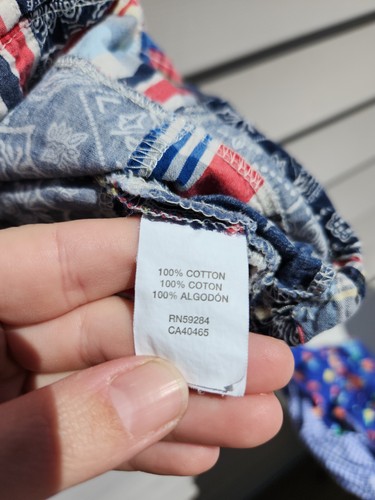 100% COTTON
100% COTON
100% ALGODÓN
RN59284
CA40465